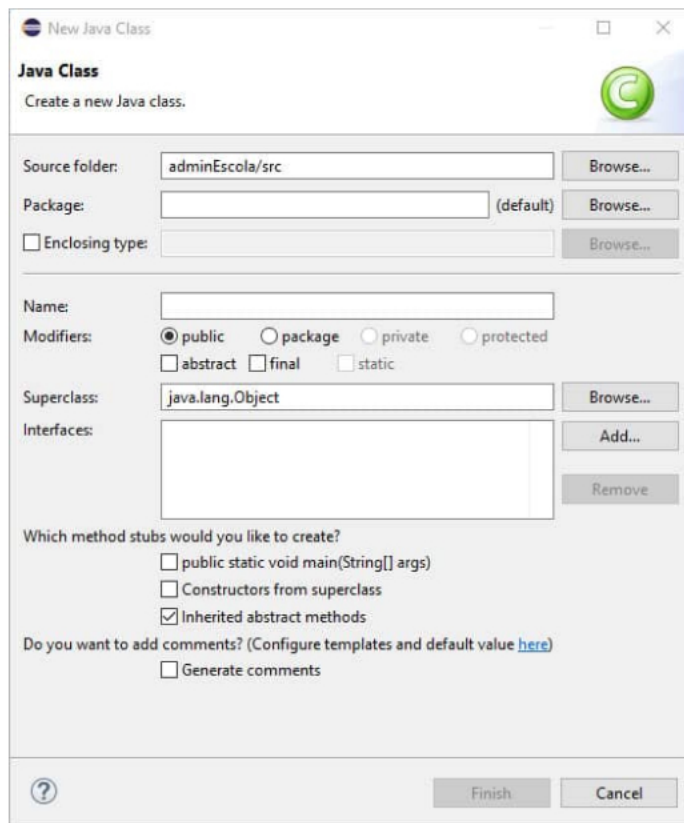 New Java Class
Java Class
Create a new Java class.
C
Source folder: adminEscola/src Browse...
Package: (default) Browse...
Enclosing type: Browse...
Name:
Modifiers: public package private protected
abstract final static
Superclass: java.lang.Object Browse...
Interfaces: Add...
Remove
Which method stubs would you like to create?
public static void main(String[] args)
Constructors from superclass
Inherited abstract methods
Do you want to add comments? (Configure templates and default value here)
Generate comments
? Finish Cancel